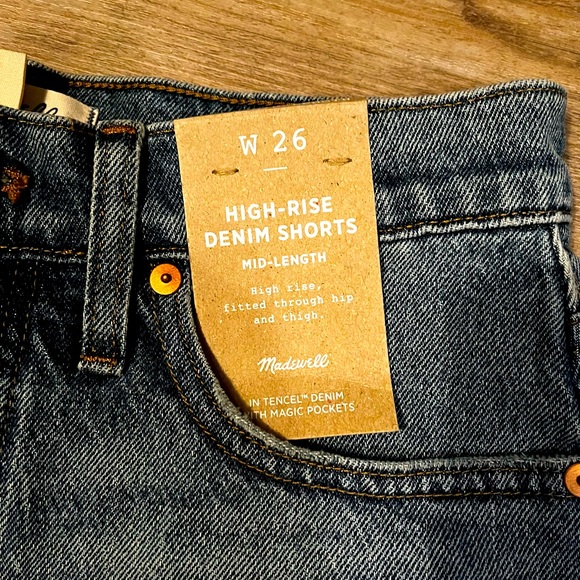 W 26
HIGH-RISE
DENIM SHORTS
MID-LENGTH
High rise,
fitted through hip
and thigh.
Madewell
IN TENCEL™ DENIM
WITH MAGIC POCKETS